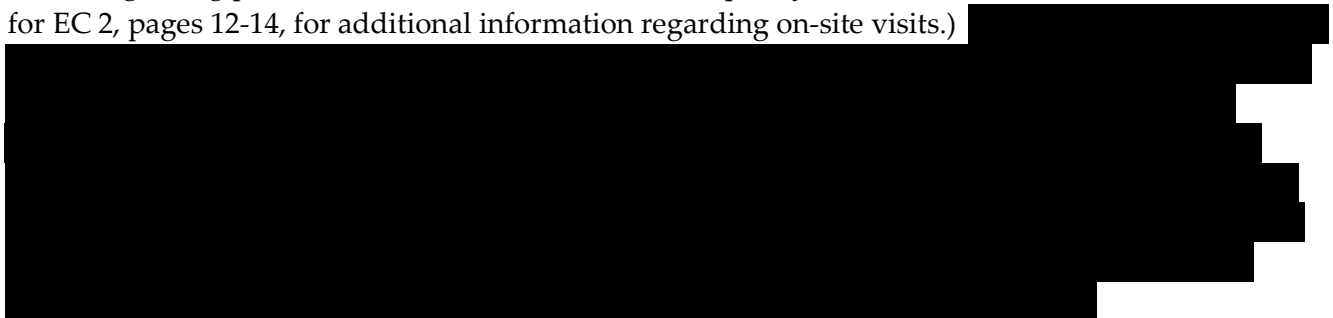 for EC 2, pages 12-14, for additional information regarding on-site visits.)